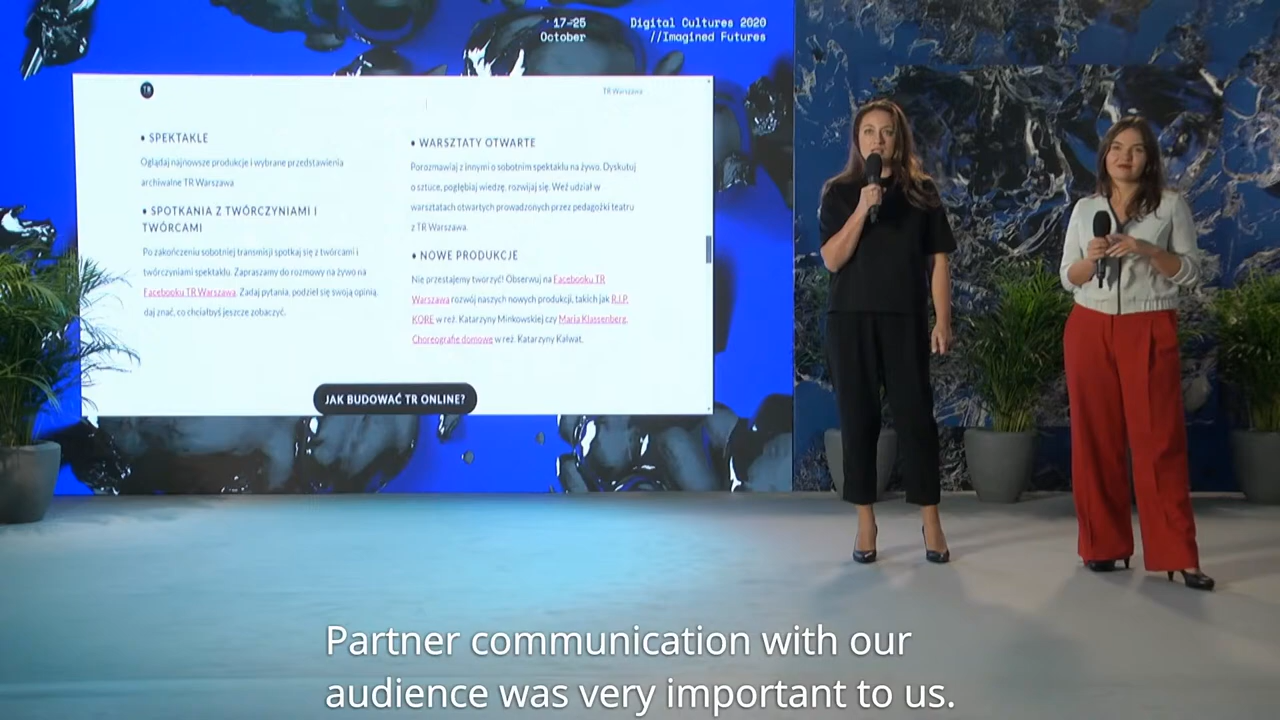 17–25
October
Digital Cultures 2020
//Imagined Futures
TR
TR Warszawa
• SPEKTAKLE
Oglądaj najnowsze produkcje i wybrane przedstawienia
archiwalne TR Warszawa
• SPOTKANIA Z TWÓRCZYNIAMI I
TWÓRCAMI
Po zakończeniu sobotniej transmisji spotkaj się z twórcami i
twórczyniami spektaklu. Zapraszamy do rozmowy na żywo na
Facebooku TR Warszawa. Zadaj pytania, podziel się swoją opinią,
daj znać, co chciałbyś jeszcze zobaczyć.
• WARSZTATY OTWARTE
Porozmawiaj z innymi o sobotnim spektaklu na żywo. Dyskutuj
o sztuce, pogłębiaj wiedzę, rozwijaj się. Weź udział w
warsztatach otwartych prowadzonych przez pedagożki teatru
z TR Warszawa.
• NOWE PRODUKCJE
Nie przestajemy tworzyć! Obserwuj na Facebooku TR
Warszawa rozwój naszych nowych produkcji, takich jak R.I.P.
KORE w reż. Katarzyny Minkowskiej czy Maria Klassenberg.
Choreografie domowe w reż. Katarzyny Kalwat.
JAK BUDOWAĆ TR ONLINE?
Partner communication with our
audience was very important to us.